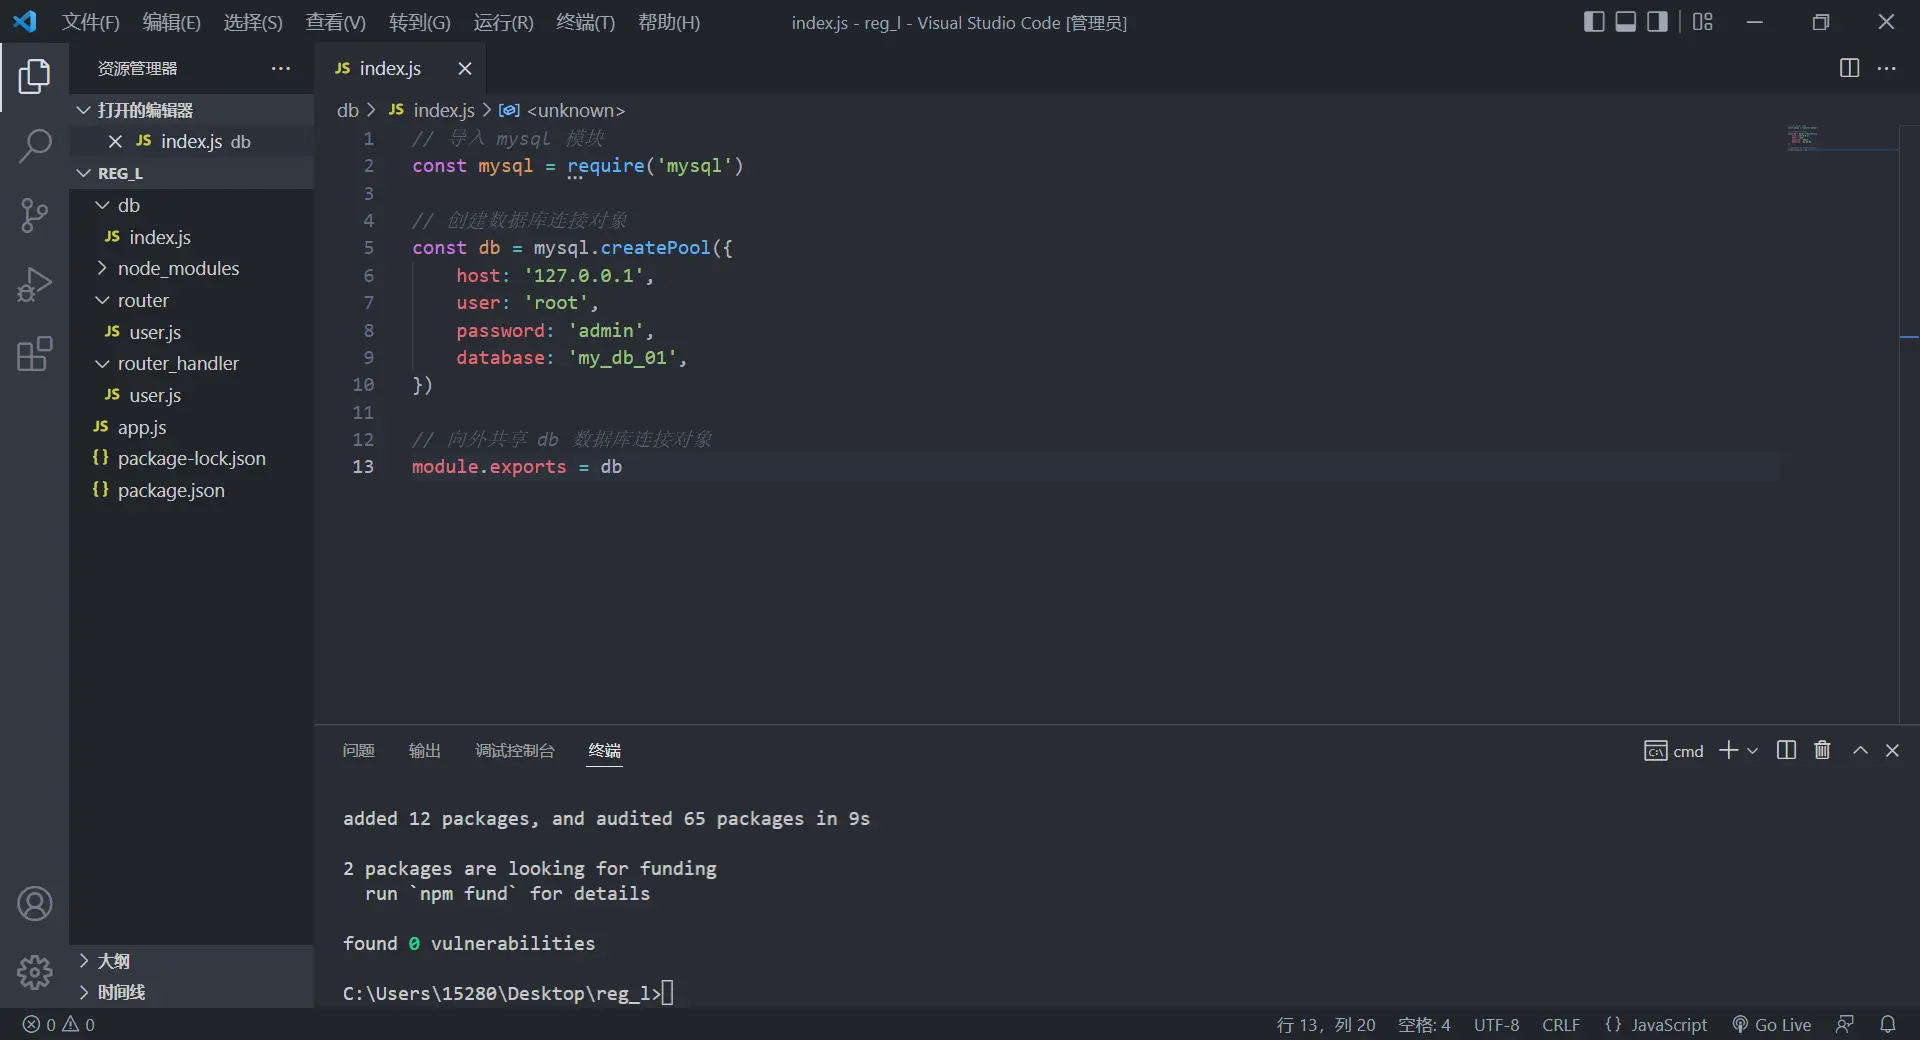 文件(F) 编辑(E) 选择(S) 查看(V) 转到(G) 运行(R) 终端(T) 帮助(H) index.js - reg_l - Visual Studio Code [管理员]
资源管理器
打开的编辑器
JS index.js db
REG_L
db
JS index.js
node_modules
router
JS user.js
router_handler
JS user.js
JS app.js
{} package-lock.json
{} package.json
大纲
时间线
JS index.js
db > JS index.js > <unknown>
1 // 导入 mysql 模块
2 const mysql = require('mysql')
3
4 // 创建数据库连接对象
5 const db = mysql.createPool({
6 host: '127.0.0.1',
7 user: 'root',
8 password: 'admin',
9 database: 'my_db_01',
10 })
11
12 // 向外共享 db 数据库连接对象
13 module.exports = db
问题 输出 调试控制台 终端 cmd
added 12 packages, and audited 65 packages in 9s
2 packages are looking for funding
run `npm fund` for details
found 0 vulnerabilities
C:\Users\15280\Desktop\reg_l>
0 0 行 13，列 20 空格: 4 UTF-8 CRLF {} JavaScript Go Live